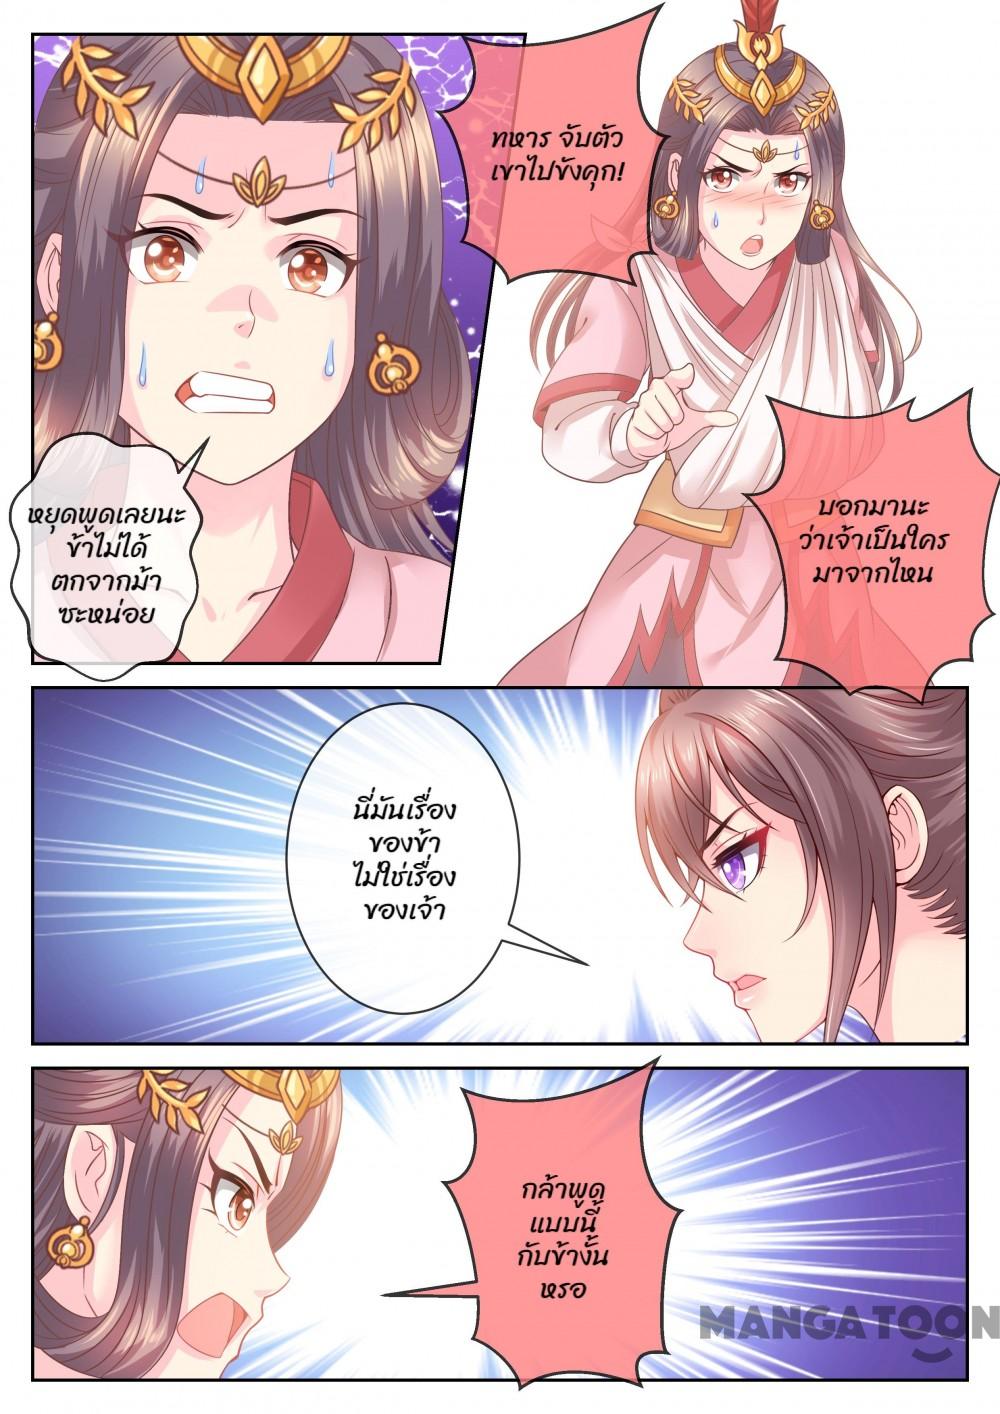 หยุดพูดเลยนะ
ข้าไม่ได้
ตกจากม้า
ซะหน่อย
ทหาร จับตัว
เขาไปขังคุก!
บอกมานะ
ว่าเจ้าเป็นใคร
มาจากไหน
นี่มันเรื่อง
ของข้า
ไม่ใช่เรื่อง
ของเจ้า
กล้าพูด
แบบนี้
กับข้างั้น
หรอ
MANGATOON